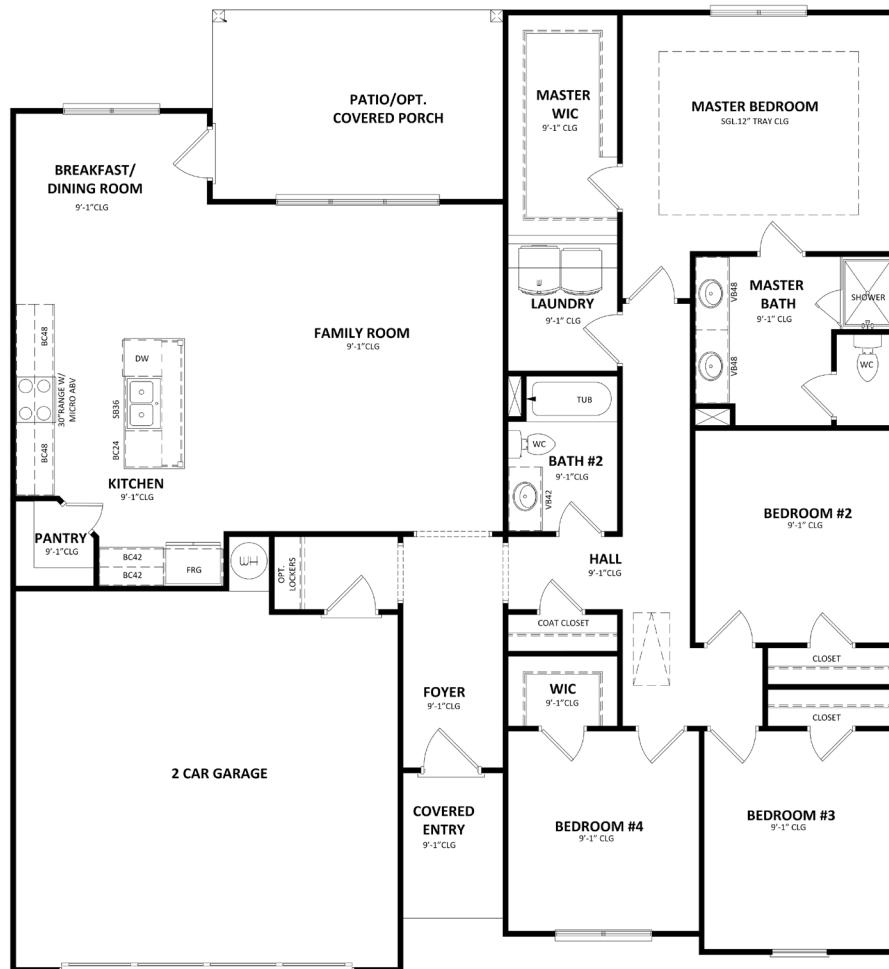 PATIO/OPT.
COVERED PORCH
MASTER
WIC
9'-1" CLG
MASTER BEDROOM
SGL.12" TRAY CLG
BREAKFAST/
DINING ROOM
9'-1"CLG
FAMILY ROOM
9'-1"CLG
LAUNDRY
9'-1" CLG
MASTER
BATH
9'-1" CLG
VB48
VB48
SHOWER
WC
BC48
30"RANGE W/
MICRO ABV
BC48
DW
SB36
BC24
KITCHEN
9'-1"CLG
TUB
WC
BATH #2
9'-1"CLG
VB42
BEDROOM #2
9'-1" CLG
PANTRY
9'-1"CLG
BC42
BC42
FRG
WH
OPT.
LOCKERS
HALL
9'-1"CLG
COAT CLOSET
CLOSET
WIC
9'-1"CLG
FOYER
9'-1"CLG
CLOSET
2 CAR GARAGE
COVERED
ENTRY
9'-1"CLG
BEDROOM #4
9'-1" CLG
BEDROOM #3
9'-1" CLG